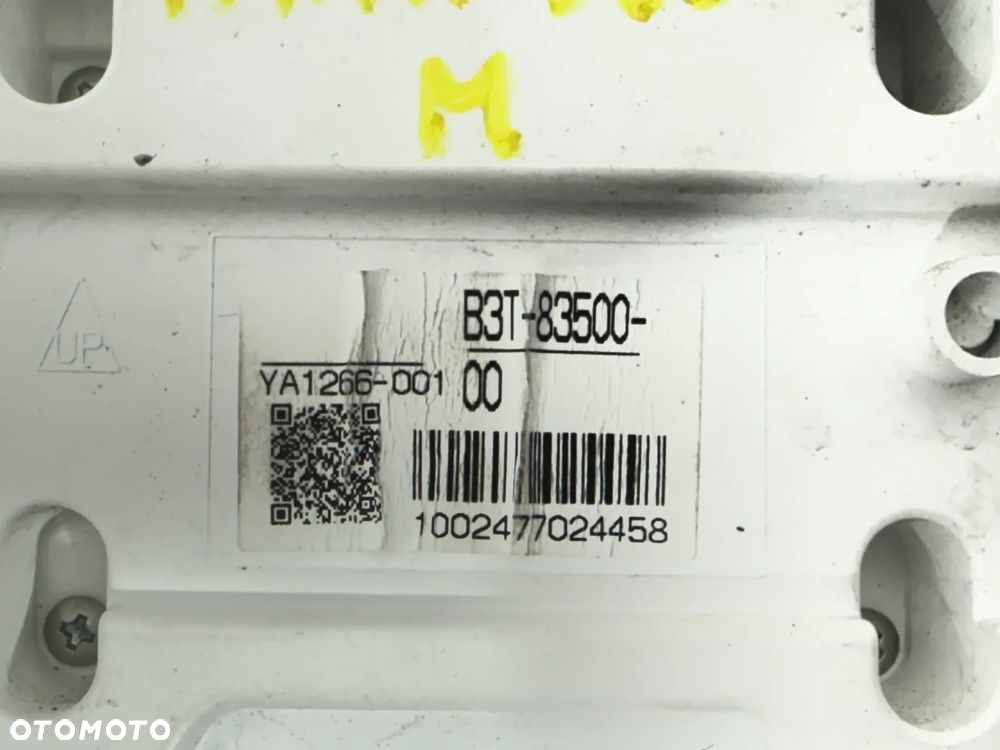 M
UP
B3T-83500-
00
YA1266-001
1002477024458
OTOMOTO